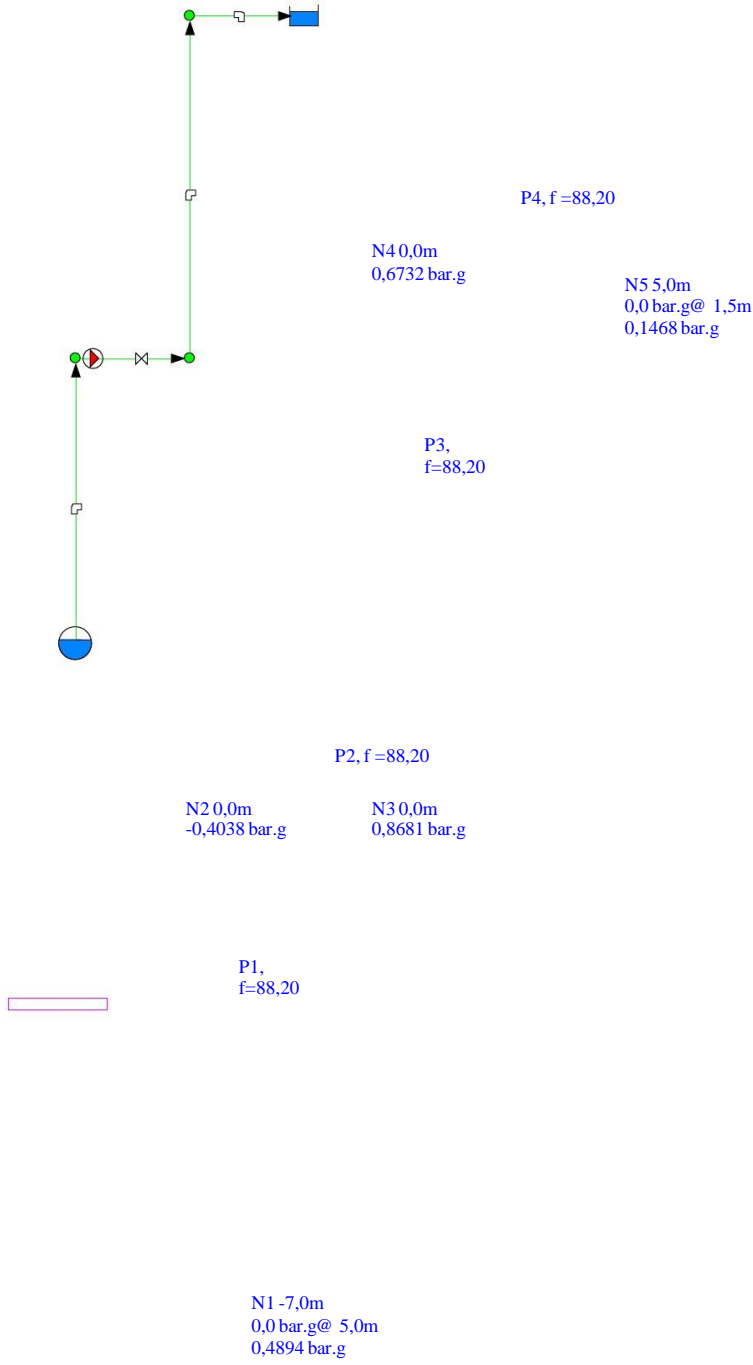 P4, f =88,20
N4 0,0m
0,6732 bar.g
N5 5,0m
0,0 bar.g@ 1,5m
0,1468 bar.g
P3,
f=88,20
P2, f =88,20
N2 0,0m
-0,4038 bar.g
N3 0,0m
0,8681 bar.g
P1,
f=88,20
N1 -7,0m
0,0 bar.g@ 5,0m
0,4894 bar.g